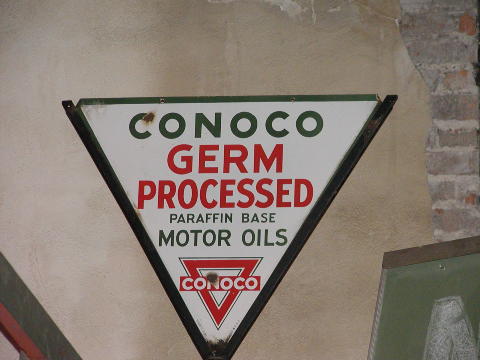 CONOCO
GERM
PROCESSED
PARAFFIN BASE
MOTOR OILS
CONOCO